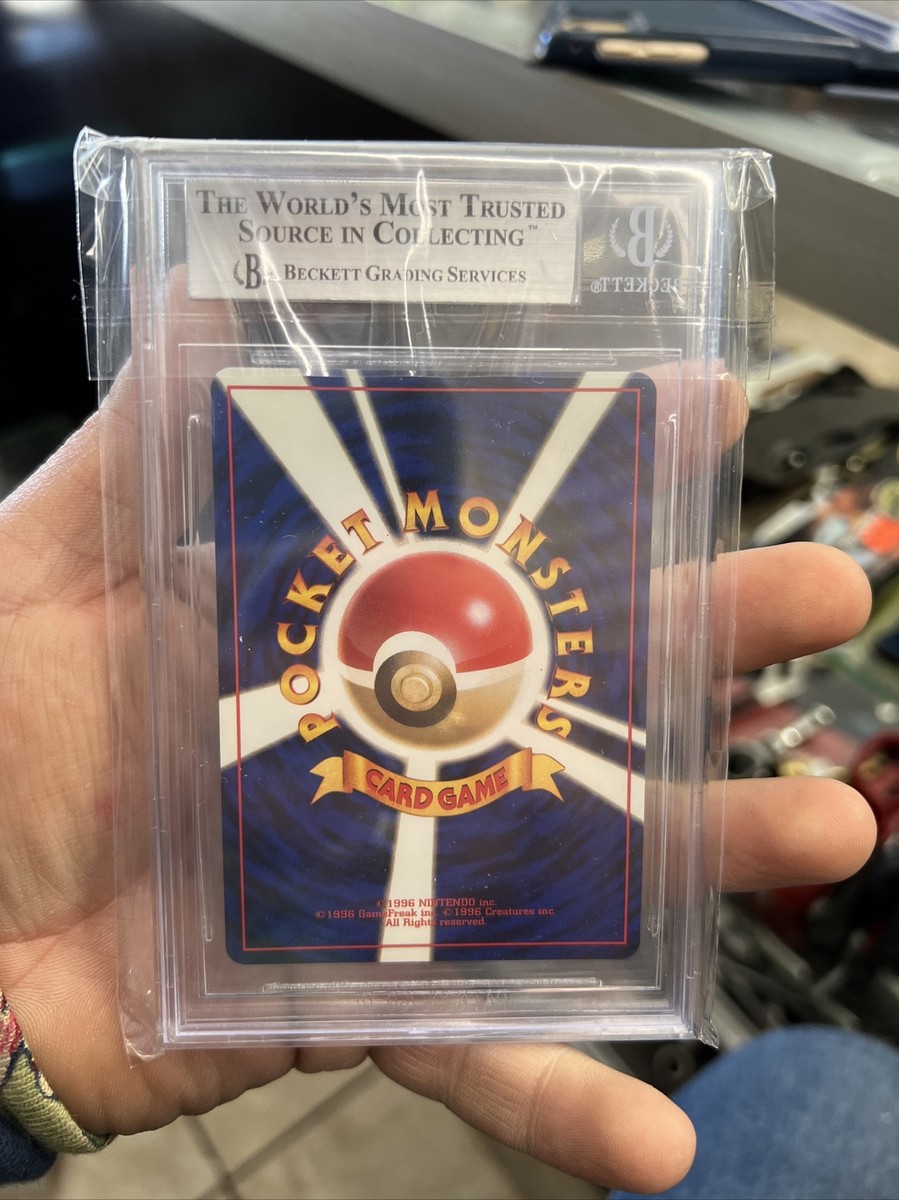 THE WORLD'S MOST TRUSTED
SOURCE IN COLLECTING™
B. BECKETT GRADING SERVICES
B
BECKETT®
POCKET MONSTERS
CARD GAME
©1996 NINTENDO inc.
©1996 GameFreak inc. ©1996 Creatures inc.
All Rights reserved.